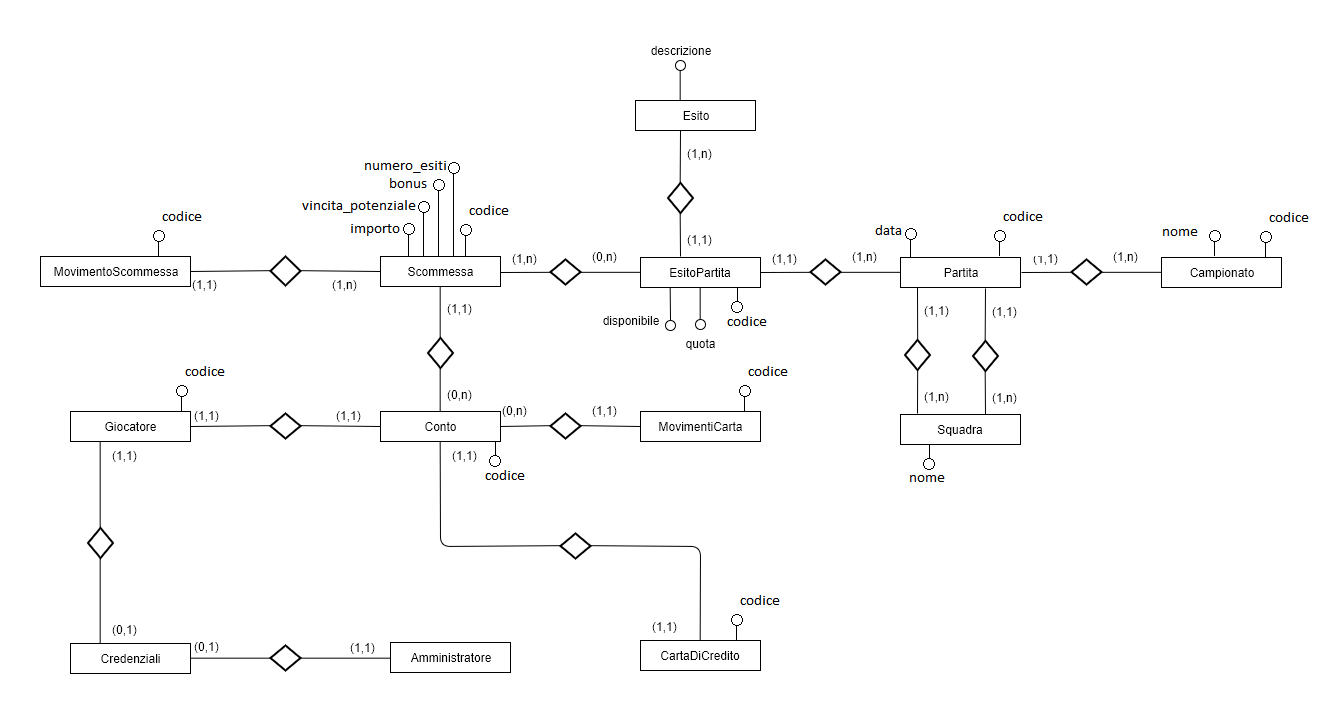 descrizione
Esito
(1,n)
numero_esiti
bonus
vincita_potenziale
importo
codice
codice
(1,1)
data
codice
nome
codice
MovimentoScommessa
(1,1)
(1,n)
Scommessa
(1,n)
(0,n)
EsitoPartita
(1,1)
(1,n)
Partita
(1,1)
(1,n)
Campionato
(1,1)
disponibile
quota
codice
(1,1)
(1,1)
codice
(0,n)
codice
(1,n)
(1,n)
Giocatore
(1,1)
(1,1)
Conto
(0,n)
(1,1)
MovimentiCarta
Squadra
(1,1)
(1,1)
codice
nome
codice
(0,1)
(1,1)
Credenziali
(0,1)
(1,1)
Amministratore
CartaDiCredito